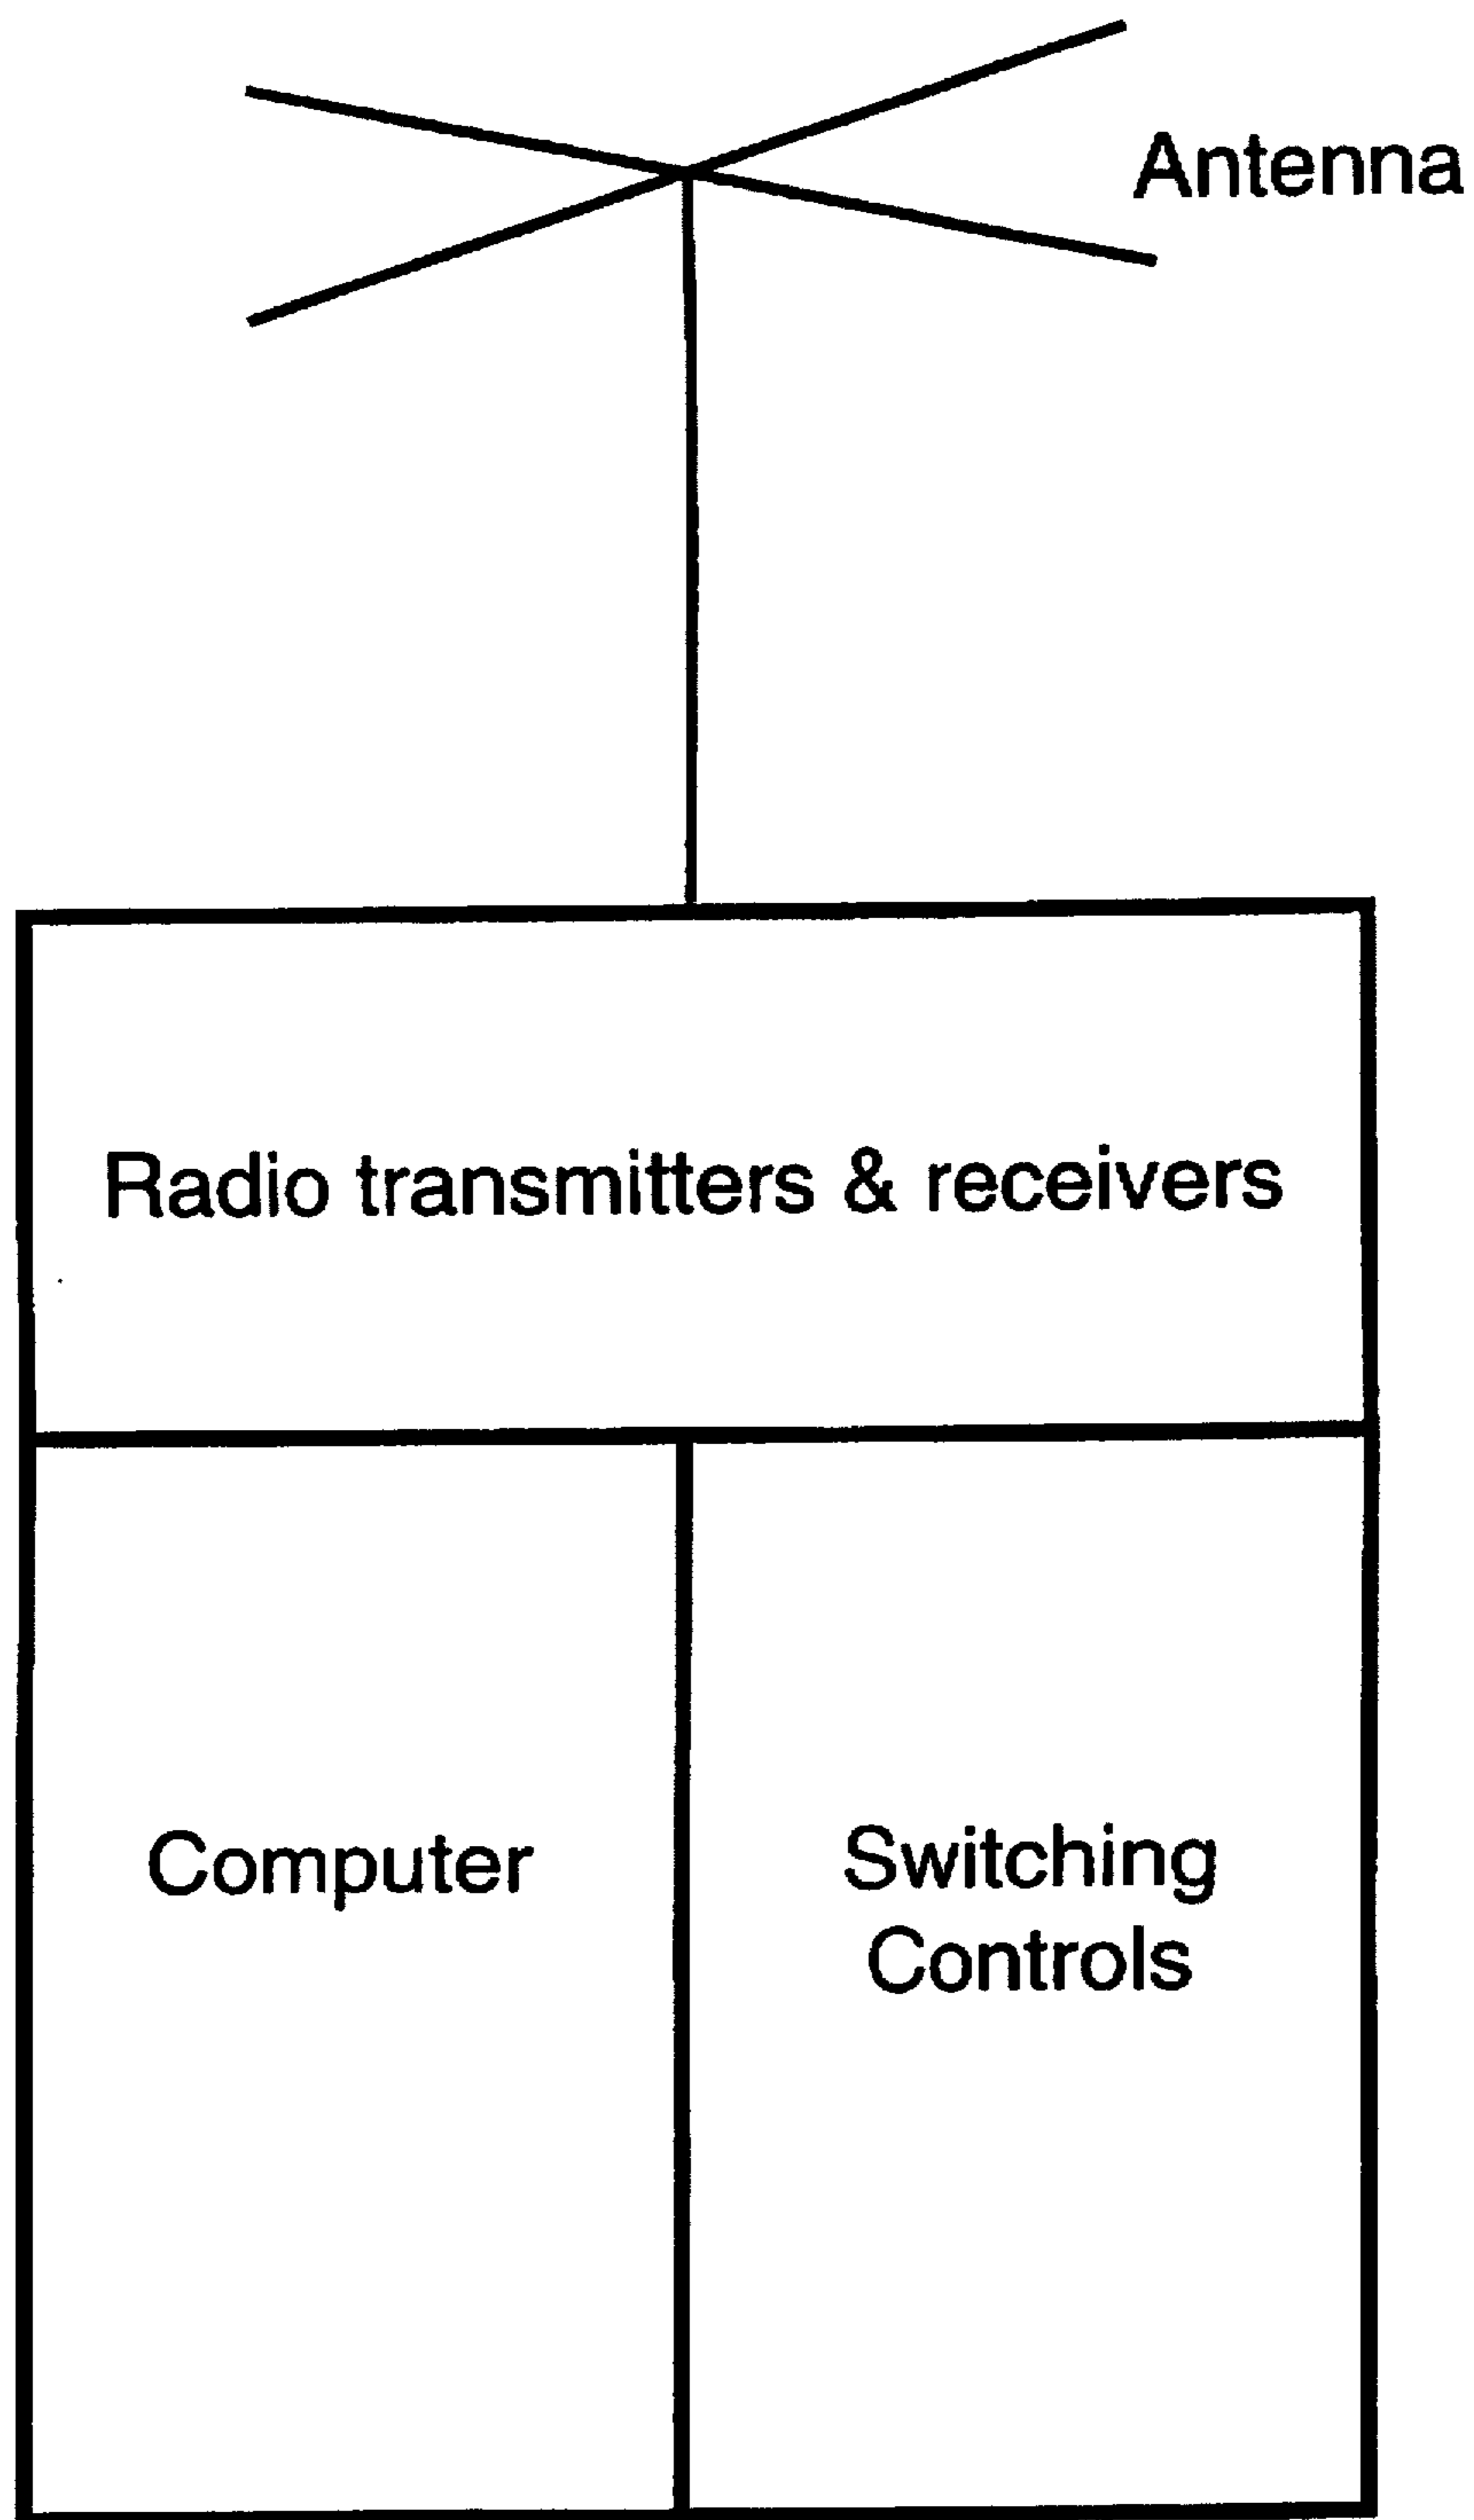 Antenna
Radio transmitters & receivers
Computer
Switching
Controls